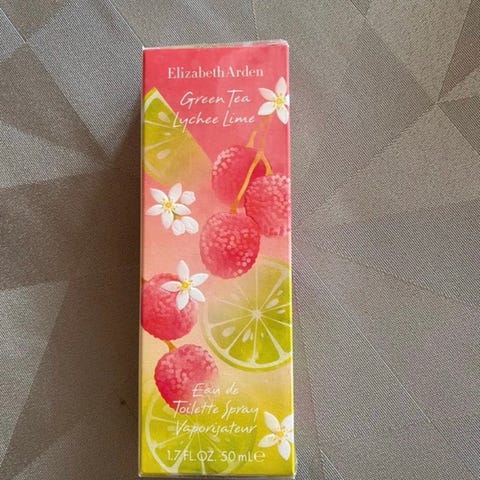 Elizabeth Arden
Green Tea
Lychee Lime
Eau de
Toilette Spray
Vaporisateur
1.7 FL.OZ. 50 mL℮